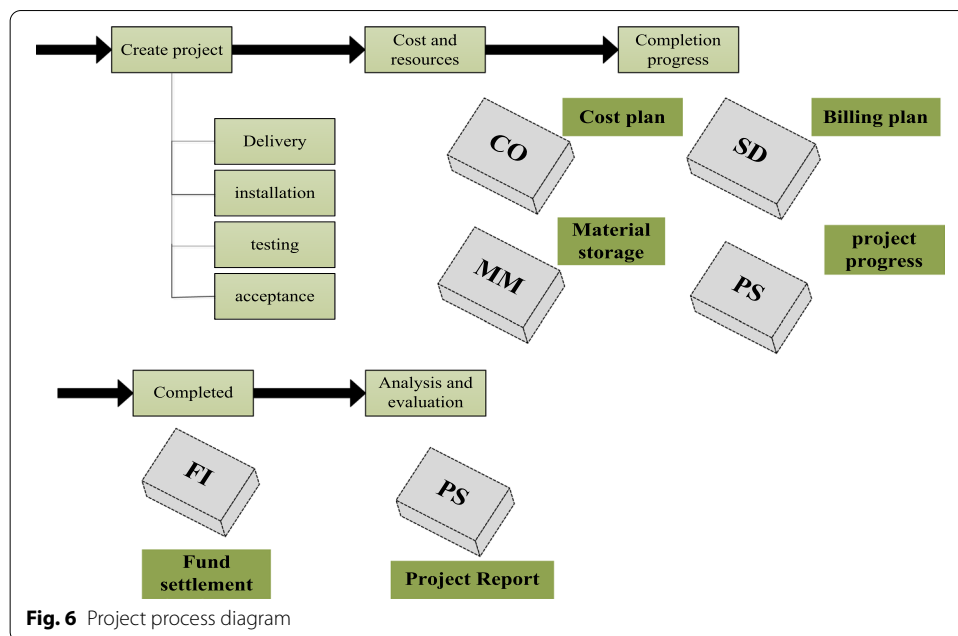 Create project
Cost and
resources
Completion
progress
Delivery
installation
testing
acceptance
CO
Cost plan
SD
Billing plan
MM
Material
storage
PS
project
progress
Completed
Analysis and
evaluation
FI
Fund
settlement
PS
Project Report
Fig. 6 Project process diagram